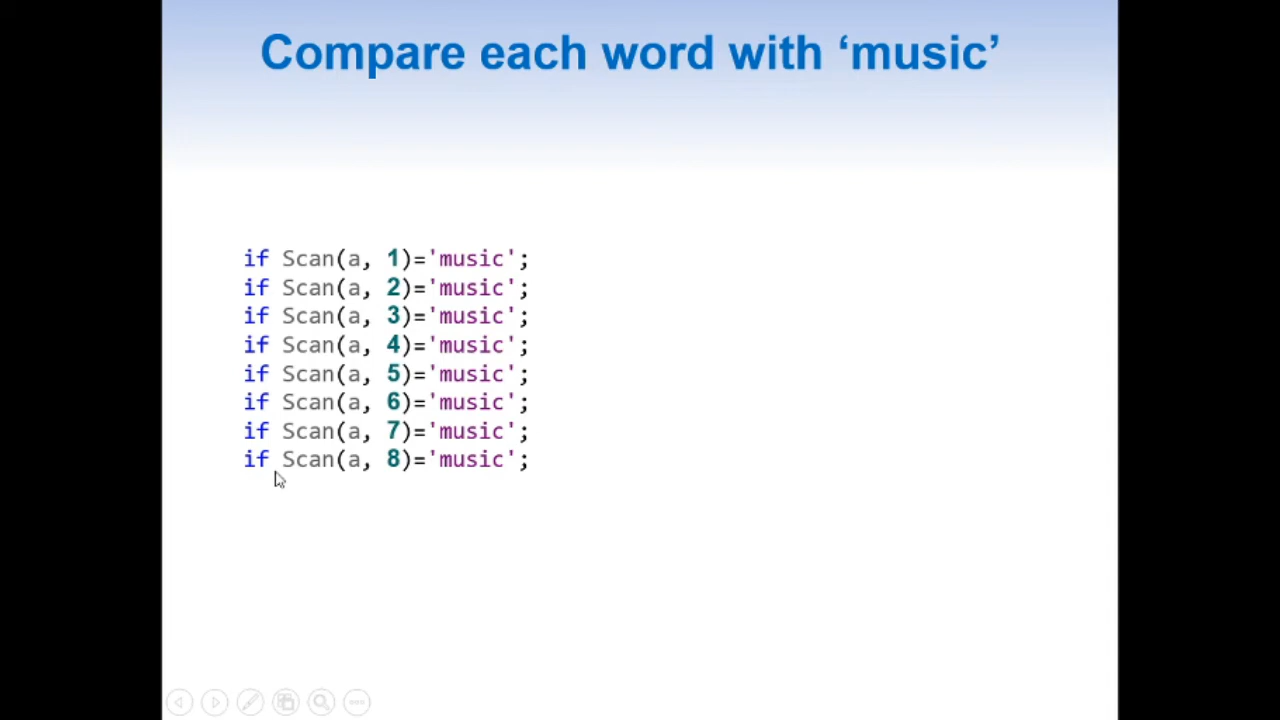 Compare each word with ‘music’
if Scan(a, 1)='music';
if Scan(a, 2)='music';
if Scan(a, 3)='music';
if Scan(a, 4)='music';
if Scan(a, 5)='music';
if Scan(a, 6)='music';
if Scan(a, 7)='music';
if Scan(a, 8)='music';